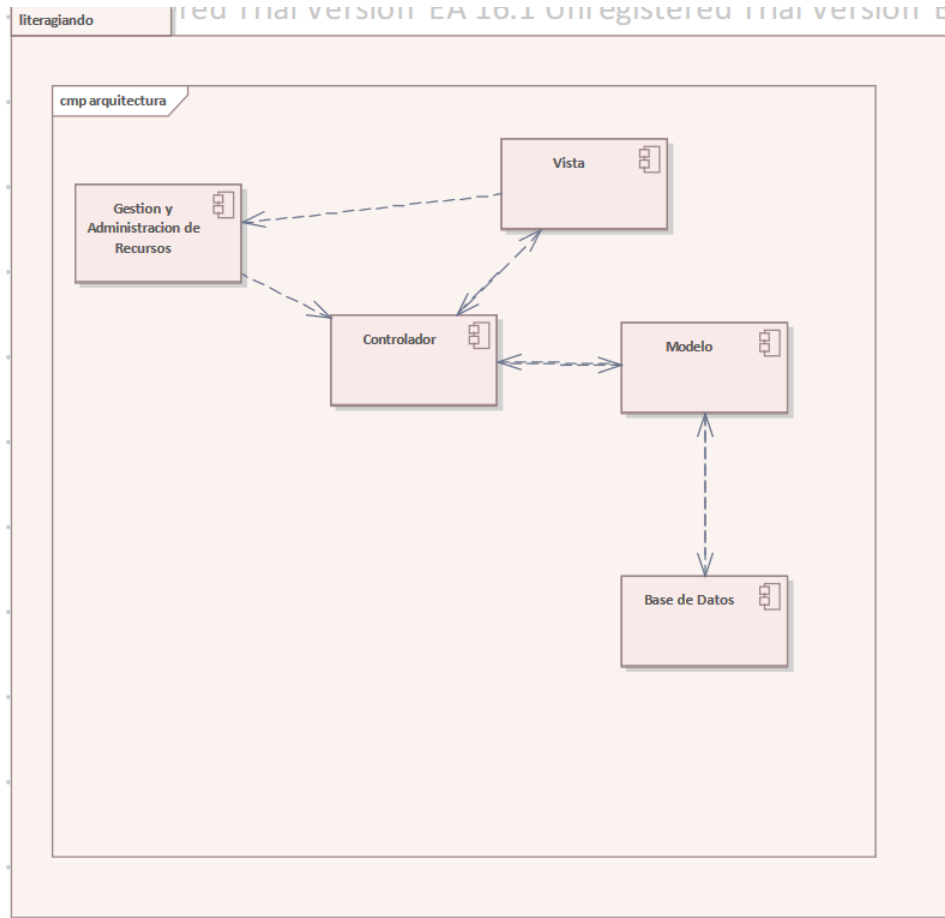 red Trial Version EA 16.1 Unregistered Trial Version E
literagiando
cmp arquitectura
Vista
Gestion y
Administracion de
Recursos
Controlador
Modelo
Base de Datos